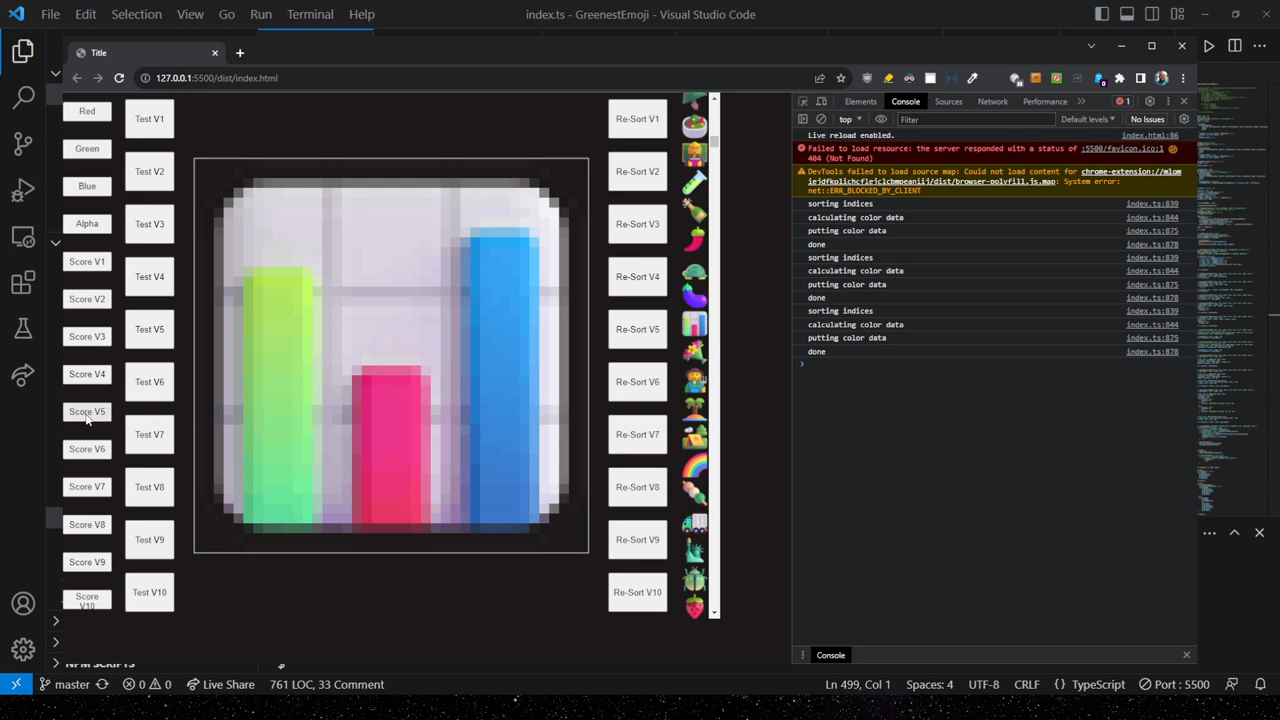 File Edit Selection View Go Run Terminal Help
index.ts - GreenestEmoji - Visual Studio Code
Title
127.0.0.1:5500/dist/index.html
Red
Green
Blue
Alpha
Score V1
Score V2
Score V3
Score V4
Score V5
Score V6
Score V7
Score V8
Score V9
Score
V10
Test V1
Test V2
Test V3
Test V4
Test V5
Test V6
Test V7
Test V8
Test V9
Test V10
Re-Sort V1
Re-Sort V2
Re-Sort V3
Re-Sort V4
Re-Sort V5
Re-Sort V6
Re-Sort V7
Re-Sort V8
Re-Sort V9
Re-Sort V10
Elements Console Sources Network Performance 1
top Filter Default levels No Issues
Live reload enabled. index.html:86
Failed to load resource: the server responded with a status of :5500/favicon.ico:1
404 (Not Found)
DevTools failed to load source map: Could not load content for chrome-extension://mlom
iejdfkolichcflejclcbmpeaniij/dist/browser-polyfill.js.map: System error:
net::ERR_BLOCKED_BY_CLIENT
sorting indices index.ts:839
calculating color data index.ts:844
putting color data index.ts:875
done index.ts:878
sorting indices index.ts:839
calculating color data index.ts:844
putting color data index.ts:875
done index.ts:878
sorting indices index.ts:839
calculating color data index.ts:844
putting color data index.ts:875
done index.ts:878
Console
NPM SCRIPTS
$
master 0 0 Live Share 761 LOC, 33 Comment
Ln 499, Col 1 Spaces: 4 UTF-8 CRLF {} TypeScript Port : 5500